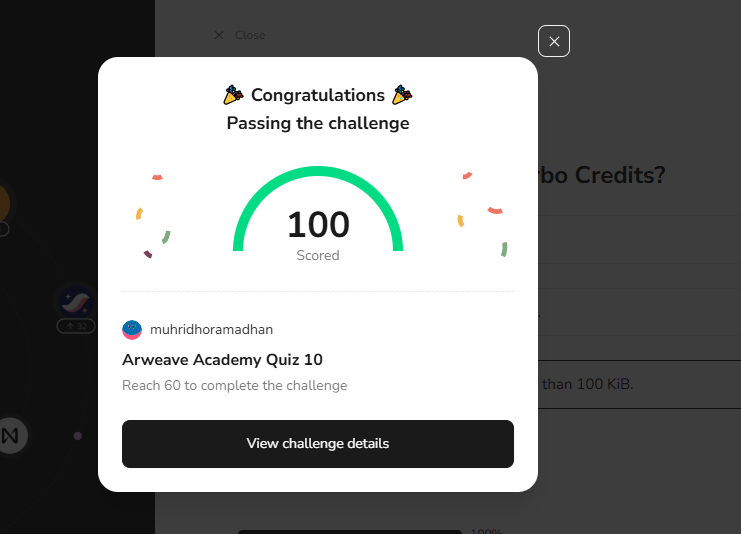 Close
Congratulations
Passing the challenge
rbo Credits?
100
Scored
32
muhridhoramadhan
Arweave Academy Quiz 10
Reach 60 to complete the challenge
than 100 KiB.
View challenge details
100%